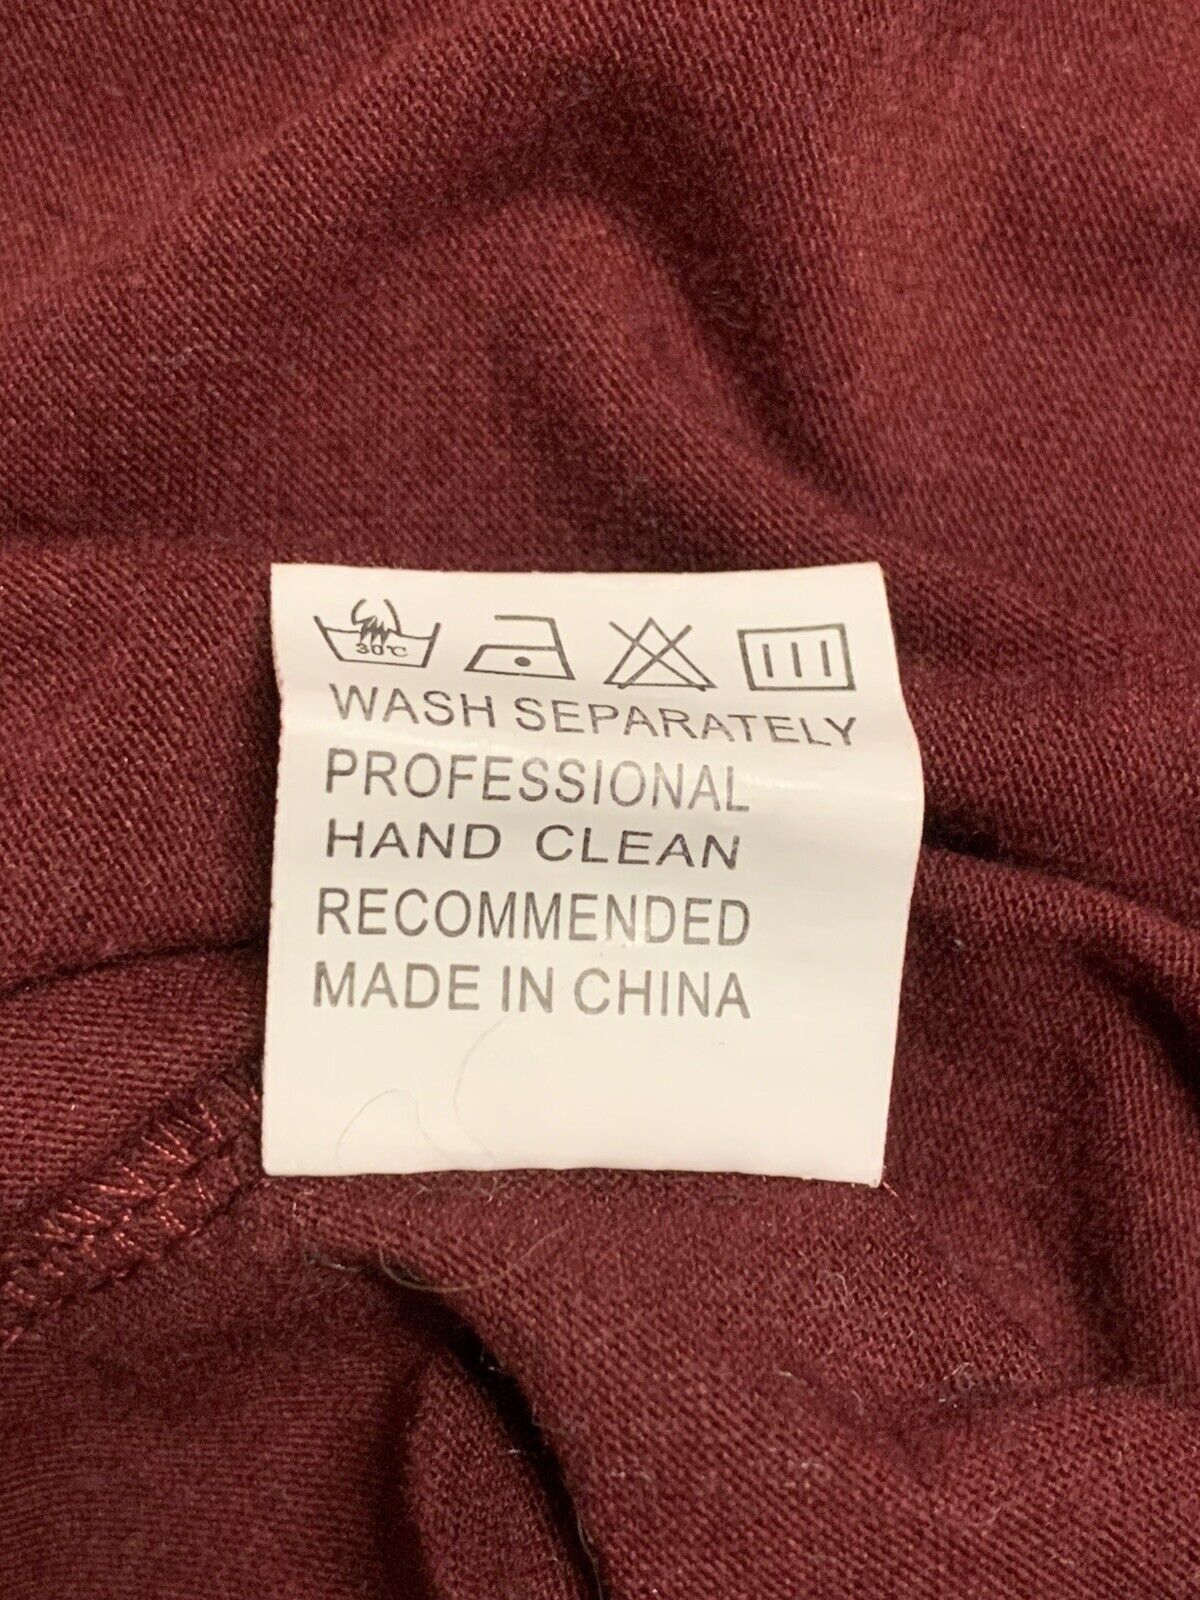 30℃
WASH SEPARATELY
PROFESSIONAL
HAND CLEAN
RECOMMENDED
MADE IN CHINA